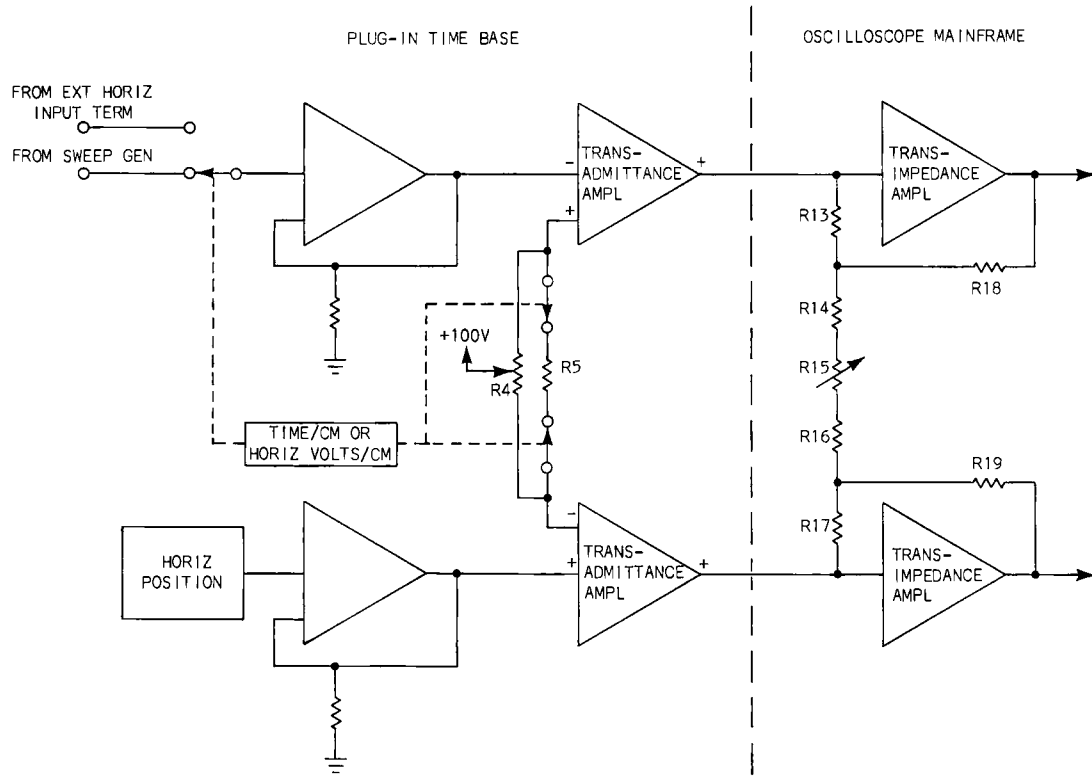 PLUG-IN TIME BASE
OSCILLOSCOPE MAINFRAME
FROM EXT HORIZ
INPUT TERM
FROM SWEEP GEN
TRANS-
ADMITTANCE
AMPL
TRANS-
IMPEDANCE
AMPL
R13
R18
R14
+100V
R4
R5
R15
R16
TIME/CM OR
HORIZ VOLTS/CM
R19
R17
HORIZ
POSITION
TRANS-
ADMITTANCE
AMPL
TRANS-
IMPEDANCE
AMPL